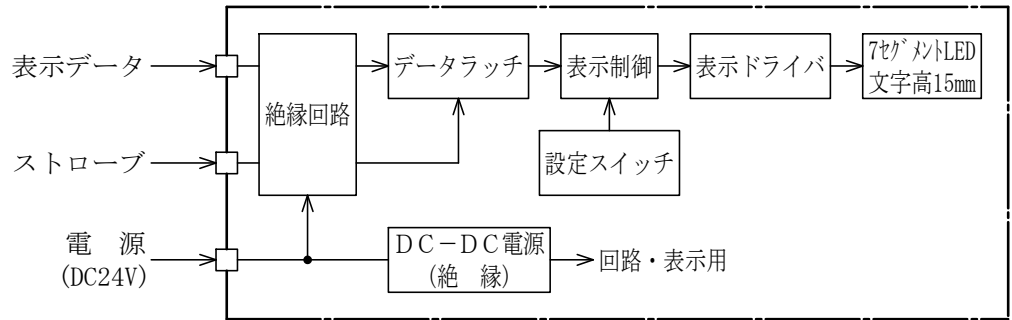 表示データ
ストローブ
電　源
(DC24V)
絶縁回路
データラッチ
表示制御
表示ドライバ
7ｾｸﾞﾒﾝﾄLED
文字高15mm
設定スイッチ
ＤＣ－ＤＣ電源
(絶　縁)
回路・表示用